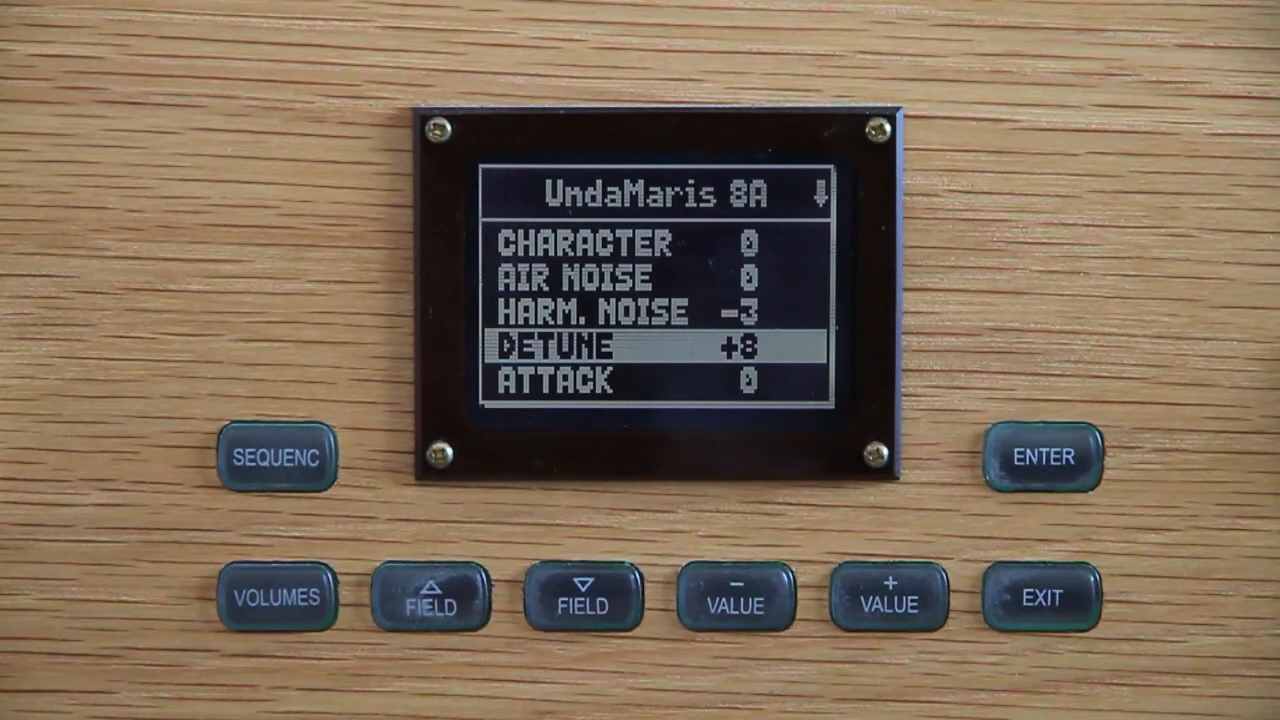 UndaMaris 8A
CHARACTER 0
AIR NOISE 0
HARM. NOISE -3
DETUNE +8
ATTACK 0
SEQUENC
ENTER
VOLUMES
FIELD
FIELD
- VALUE
+ VALUE
EXIT